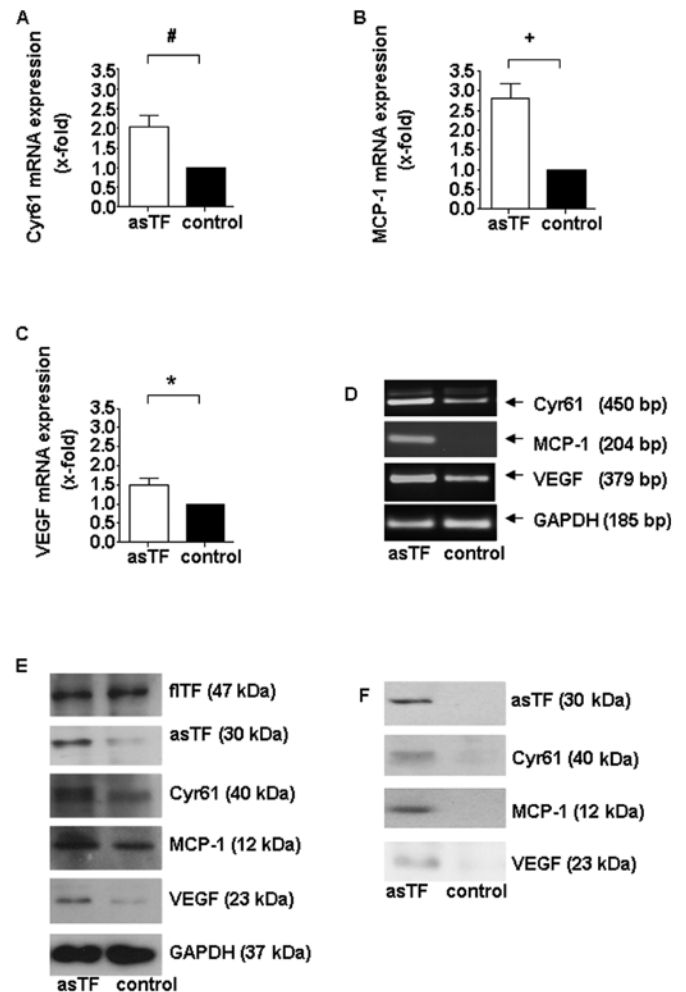 A
#
Cyr61 mRNA expression
(x-fold)
3.5
3.0
2.5
2.0
1.5
1.0
0.5
0.0
asTF control
B
+
MCP-1 mRNA expression
(x-fold)
3.5
3.0
2.5
2.0
1.5
1.0
0.5
0.0
asTF control
C
*
VEGF mRNA expression
(x-fold)
3.5
3.0
2.5
2.0
1.5
1.0
0.5
0.0
asTF control
D
Cyr61 (450 bp)
MCP-1 (204 bp)
VEGF (379 bp)
GAPDH (185 bp)
asTF control
E
flTF (47 kDa)
asTF (30 kDa)
Cyr61 (40 kDa)
MCP-1 (12 kDa)
VEGF (23 kDa)
GAPDH (37 kDa)
asTF control
F
asTF (30 kDa)
Cyr61 (40 kDa)
MCP-1 (12 kDa)
VEGF (23 kDa)
asTF control